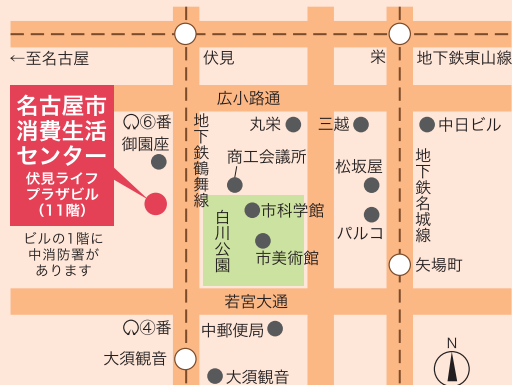 ←至名古屋
伏見
栄
地下鉄東山線
広小路通
名古屋市
消費生活
センター
伏見ライフ
プラザビル
(11階)
ビルの1階に
中消防署が
あります
⑥番
御園座
地下鉄鶴舞線
丸栄
三越
中日ビル
商工会議所
松坂屋
地下鉄名城線
市科学館
白川公園
パルコ
市美術館
矢場町
若宮大通
④番
中郵便局
大須観音
大須観音
N